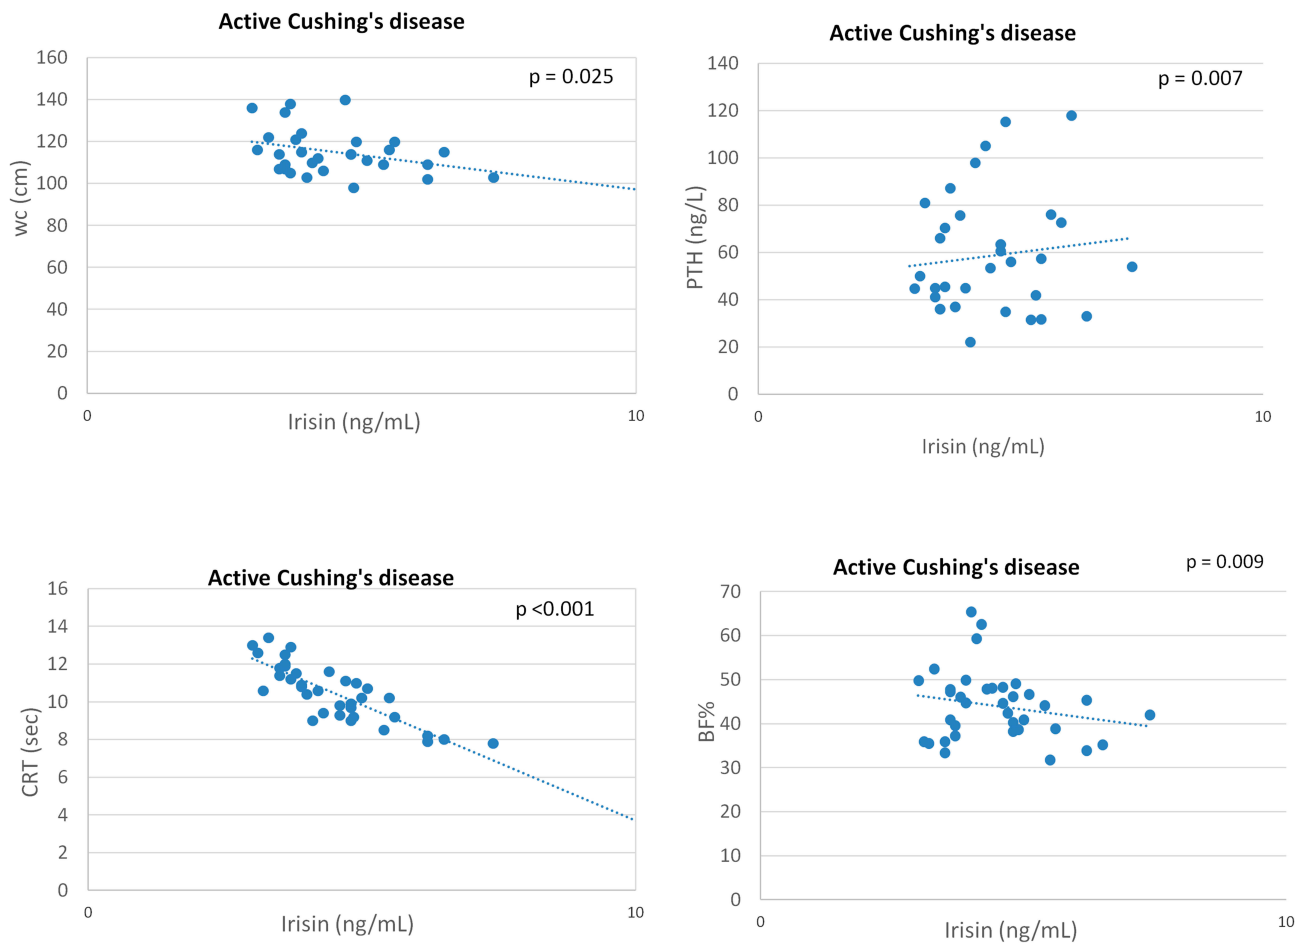 Active Cushing's disease
p = 0.025
160
140
120
100
80
60
40
20
0
wc (cm)
0
10
Irisin (ng/mL)
Active Cushing's disease
p = 0.007
140
120
100
80
60
40
20
0
PTH (ng/L)
0
10
Irisin (ng/mL)
Active Cushing's disease
p <0.001
16
14
12
10
8
6
4
2
0
CRT (sec)
0
10
Irisin (ng/mL)
Active Cushing's disease
p = 0.009
70
60
50
40
30
20
10
0
BF%
0
10
Irisin (ng/mL)